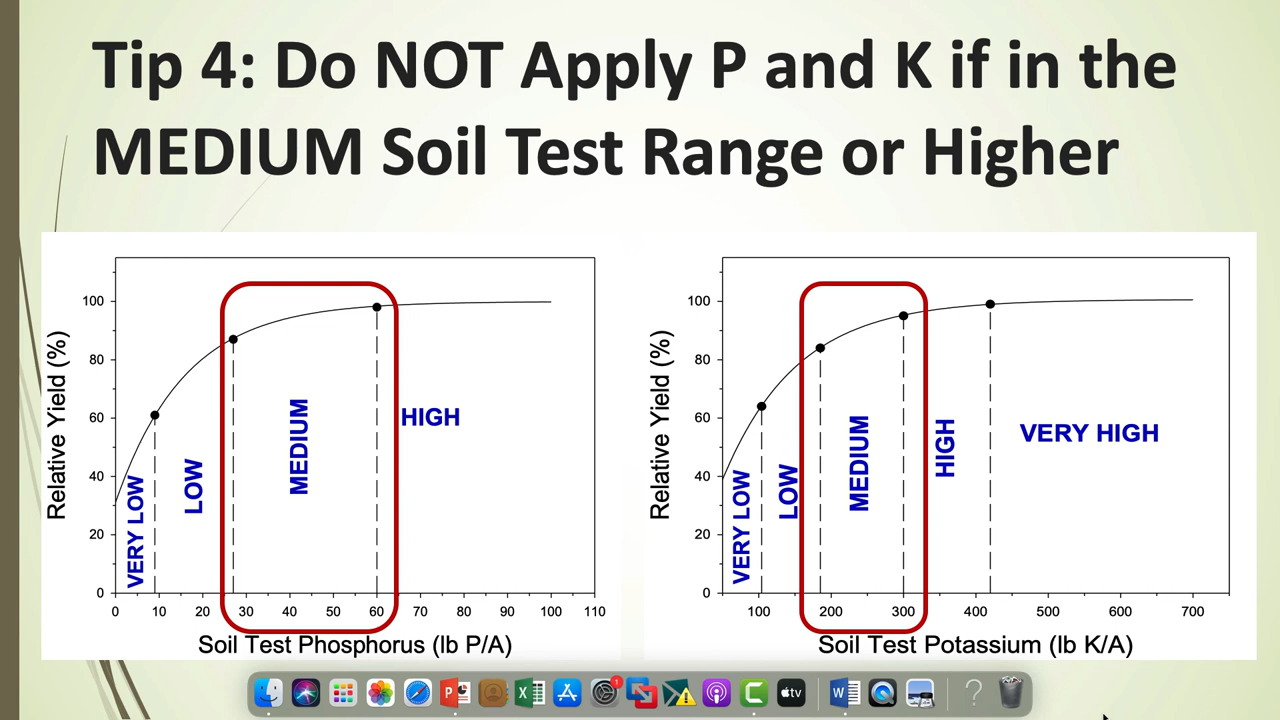 Tip 4: Do NOT Apply P and K if in the
MEDIUM Soil Test Range or Higher
Relative Yield (%)
100
80
60
40
20
0
VERY LOW
LOW
MEDIUM
HIGH
0 10 20 30 40 50 60 70 80 90 100 110
Soil Test Phosphorus (lb P/A)
Relative Yield (%)
100
80
60
40
20
0
VERY LOW
LOW
MEDIUM
HIGH
VERY HIGH
100 200 300 400 500 600 700
Soil Test Potassium (lb K/A)
P X 1 W tv ?